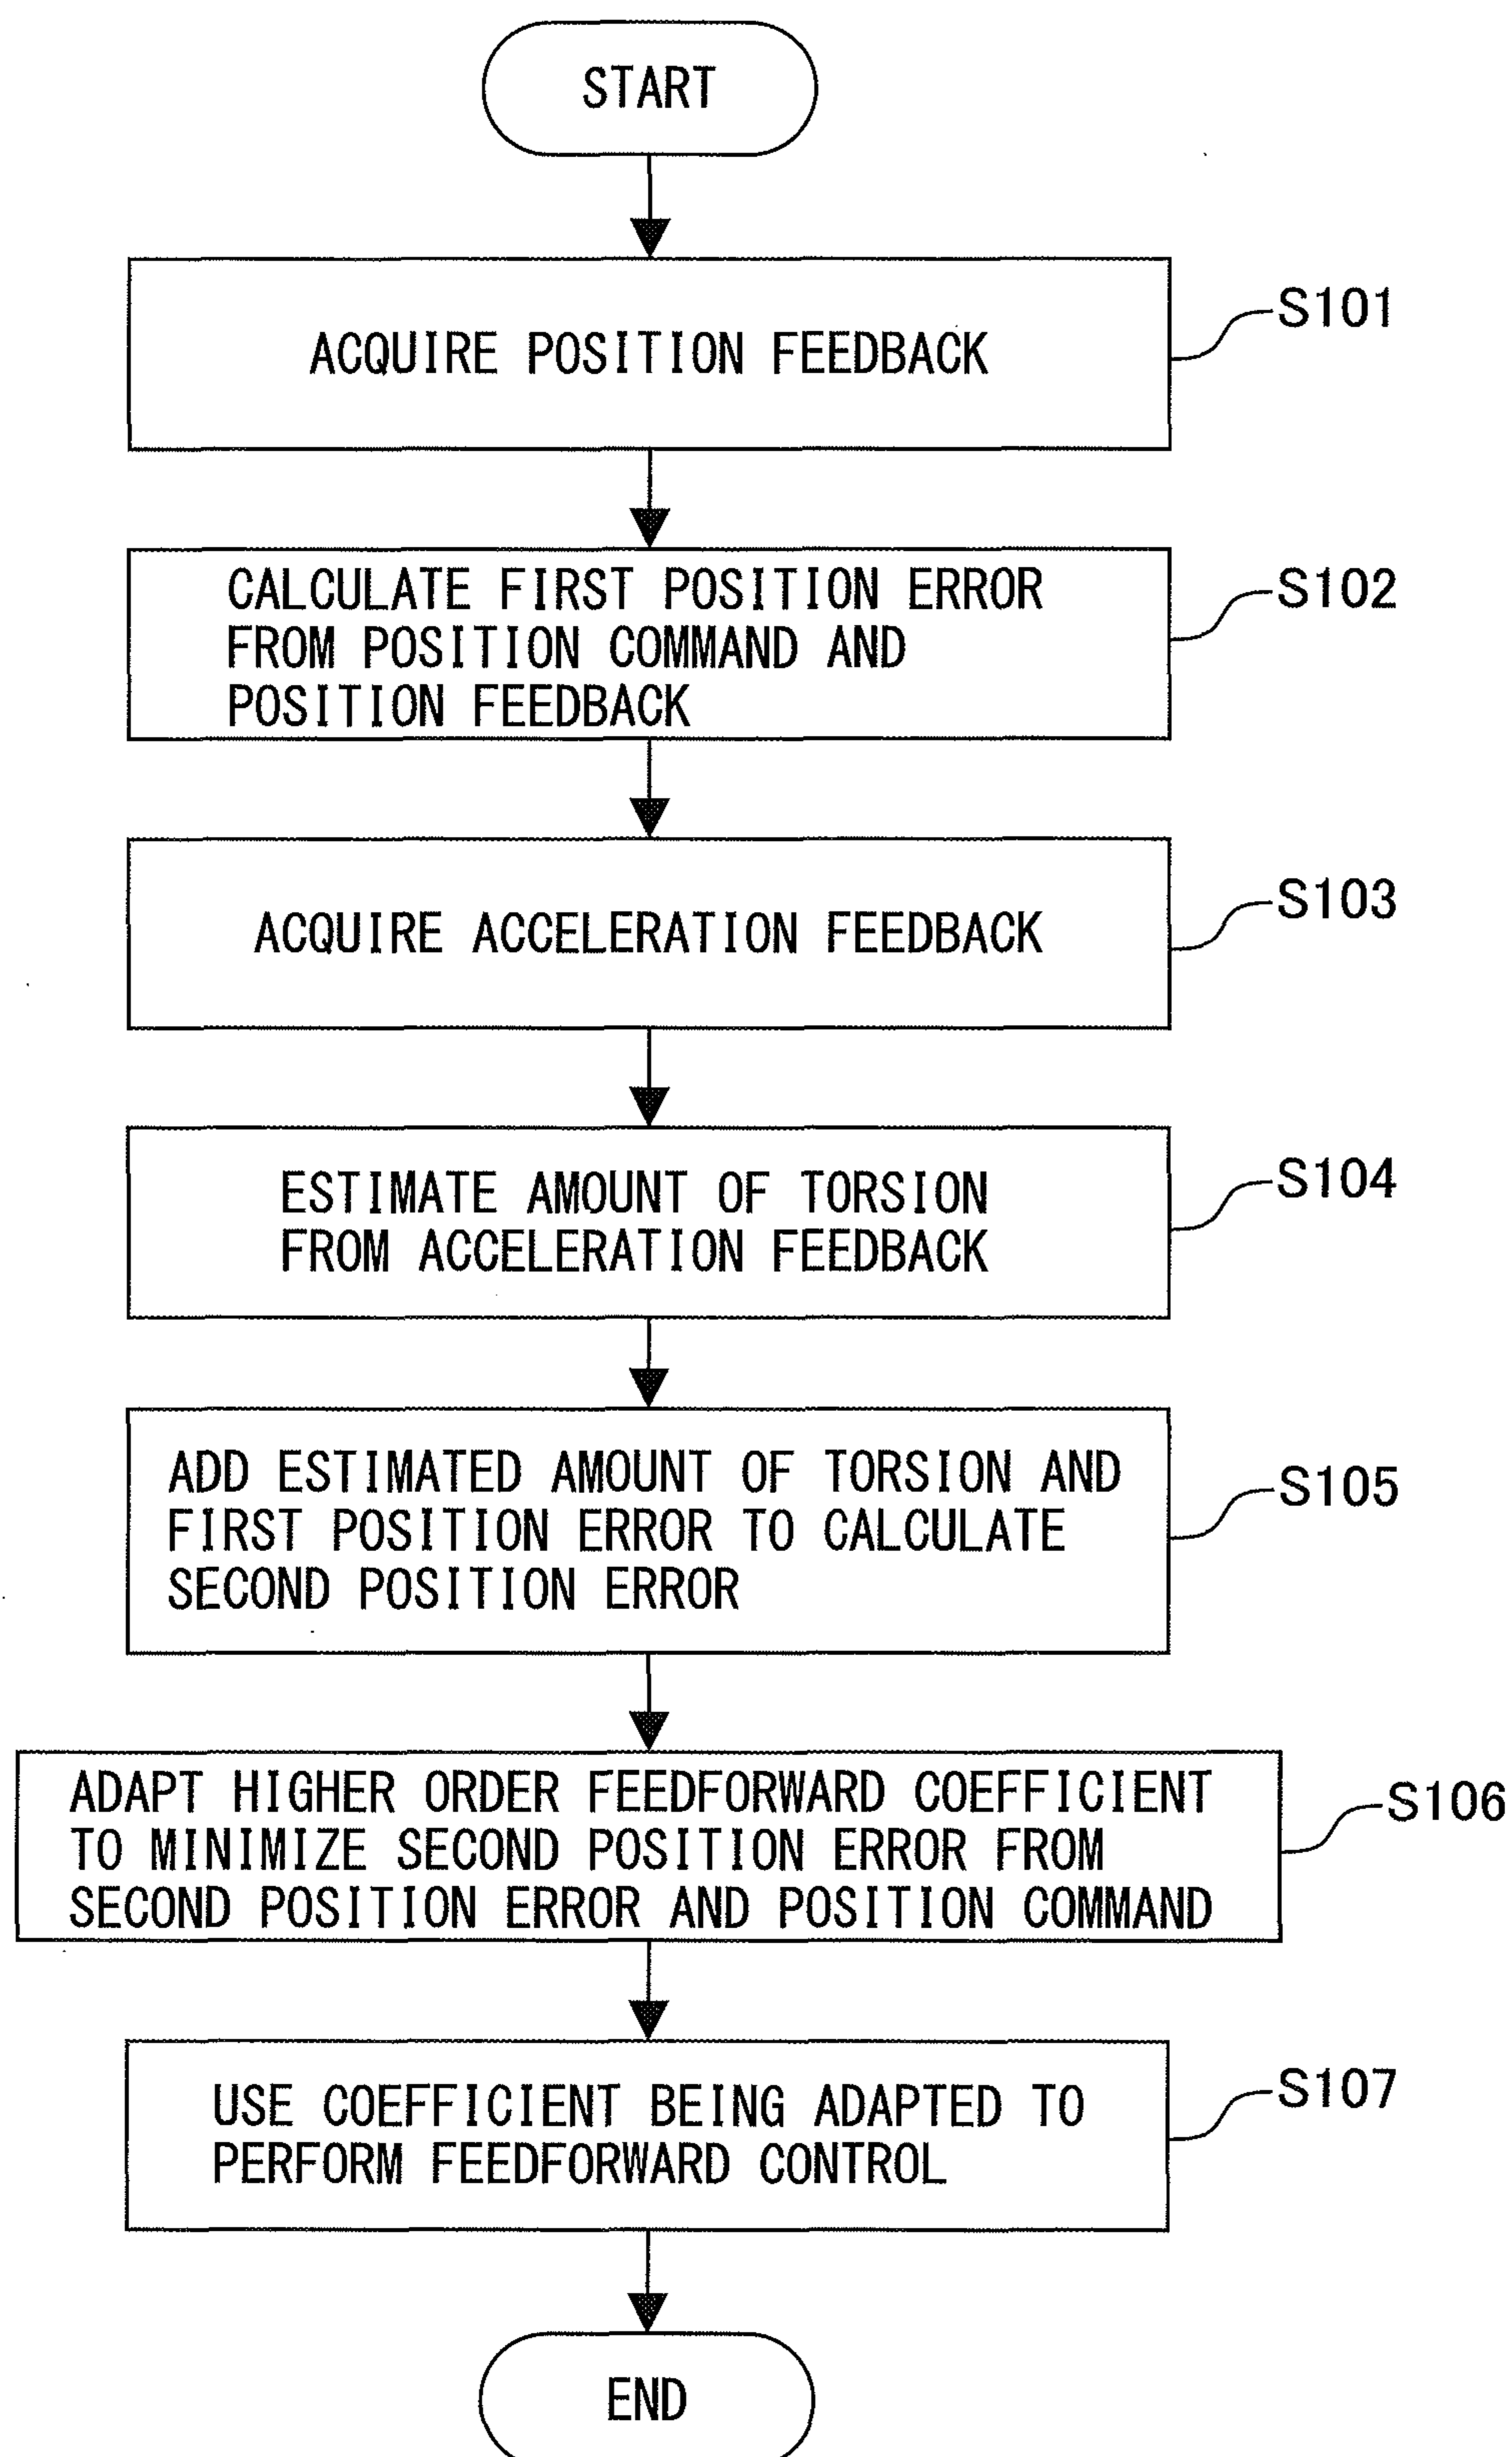 START
ACQUIRE POSITION FEEDBACK
S101
CALCULATE FIRST POSITION ERROR
FROM POSITION COMMAND AND
POSITION FEEDBACK
S102
ACQUIRE ACCELERATION FEEDBACK
S103
ESTIMATE AMOUNT OF TORSION
FROM ACCELERATION FEEDBACK
S104
ADD ESTIMATED AMOUNT OF TORSION AND
FIRST POSITION ERROR TO CALCULATE
SECOND POSITION ERROR
S105
ADAPT HIGHER ORDER FEEDFORWARD COEFFICIENT
TO MINIMIZE SECOND POSITION ERROR FROM
SECOND POSITION ERROR AND POSITION COMMAND
S106
USE COEFFICIENT BEING ADAPTED TO
PERFORM FEEDFORWARD CONTROL
S107
END